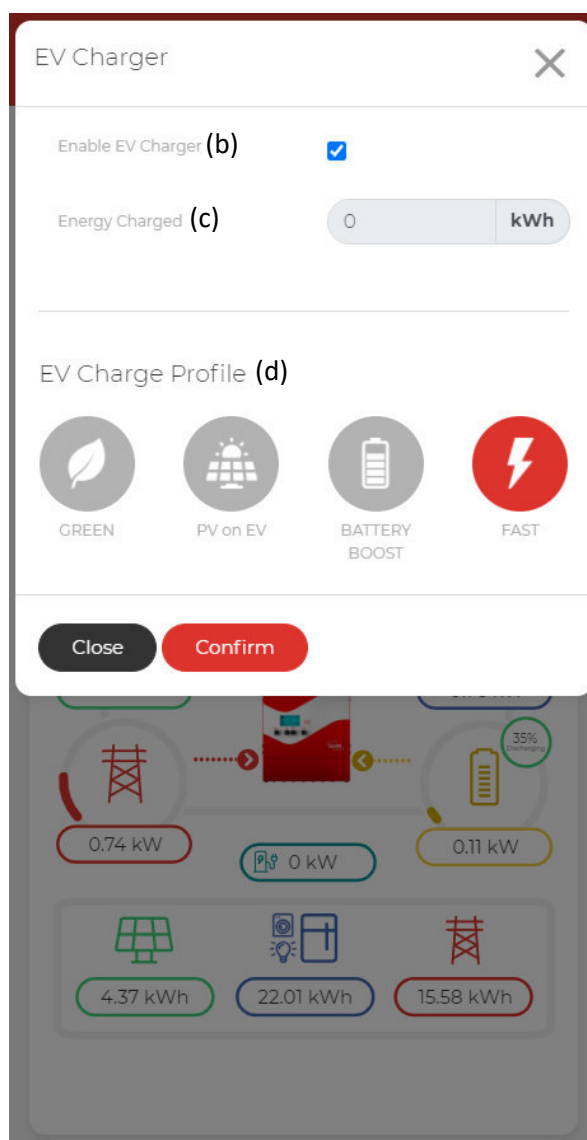 EV Charger
Enable EV Charger (b)
Energy Charged (c) 0 kWh
EV Charge Profile (d)
GREEN PV on EV BATTERY BOOST FAST
Close Confirm
35%
Discharging
0.74 kW 0.11 kW
0 kW
4.37 kWh 22.01 kWh 15.58 kWh